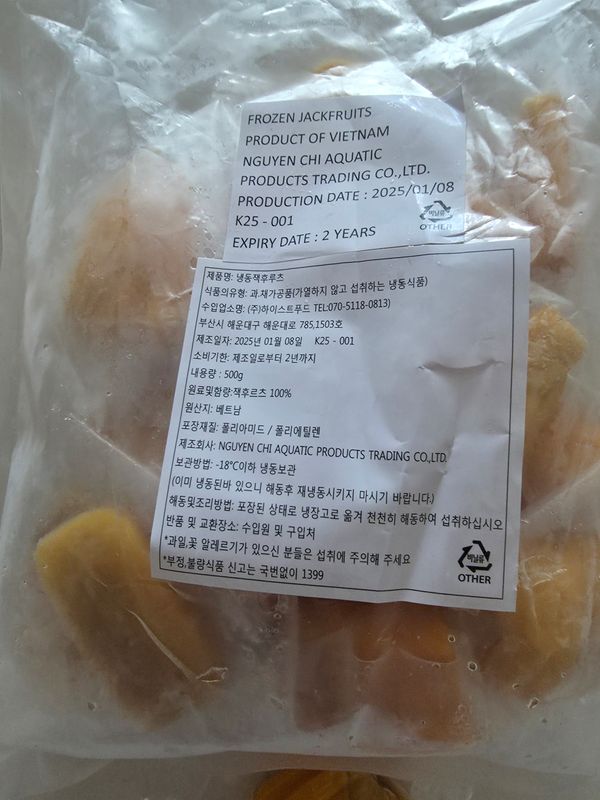 FROZEN JACKFRUITS
PRODUCT OF VIETNAM
NGUYEN CHI AQUATIC
PRODUCTS TRADING CO.,LTD.
PRODUCTION DATE : 2025/01/08
K25 - 001
EXPIRY DATE : 2 YEARS
비닐류
OTHER
제품명: 냉동잭후루츠
식품의유형: 과.채가공품(가열하지 않고 섭취하는 냉동식품)
수입업소명: (주)하이스트푸드 TEL:070-5118-0813)
부산시 해운대구 해운대로 785,1503호
제조일자: 2025년 01월 08일 K25 - 001
소비기한: 제조일로부터 2년까지
내용량 : 500g
원료및함량:잭후르츠 100%
원산지: 베트남
포장재질: 폴리아미드 / 폴리에틸렌
제조회사: NGUYEN CHI AQUATIC PRODUCTS TRADING CO.,LTD.
보관방법: -18°C이하 냉동보관
(이미 냉동된바 있으니 해동후 재냉동시키지 마시기 바랍니다.)
해동및조리방법: 포장된 상태로 냉장고로 옮겨 천천히 해동하여 섭취하십시오
반품 및 교환장소: 수입원 및 구입처
*과일,꽃 알레르기가 있으신 분들은 섭취에 주의해 주세요
*부정,불량식품 신고는 국번없이 1399
비닐류
OTHER